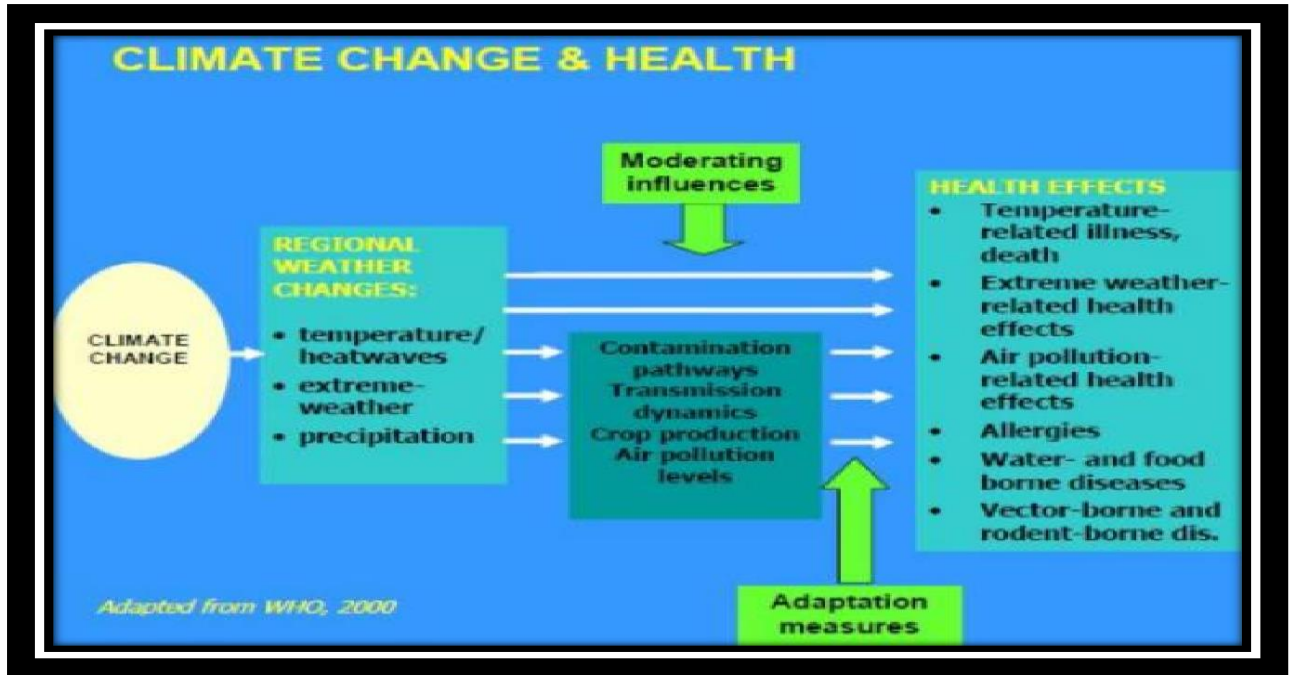 CLIMATE CHANGE & HEALTH
Moderating
influences
CLIMATE
CHANGE
REGIONAL
WEATHER
CHANGES:
• temperature/
heatwaves
• extreme-
weather
• precipitation
Contamination
pathways
Transmission
dynamics
Crop production
Air pollution
levels
HEALTH EFFECTS
• Temperature-
related illness,
death
• Extreme weather-
related health
effects
• Air pollution-
related health
effects
• Allergies
• Water- and food
borne diseases
• Vector-borne and
rodent-borne dis.
Adaptation
measures
Adapted from WHO, 2000